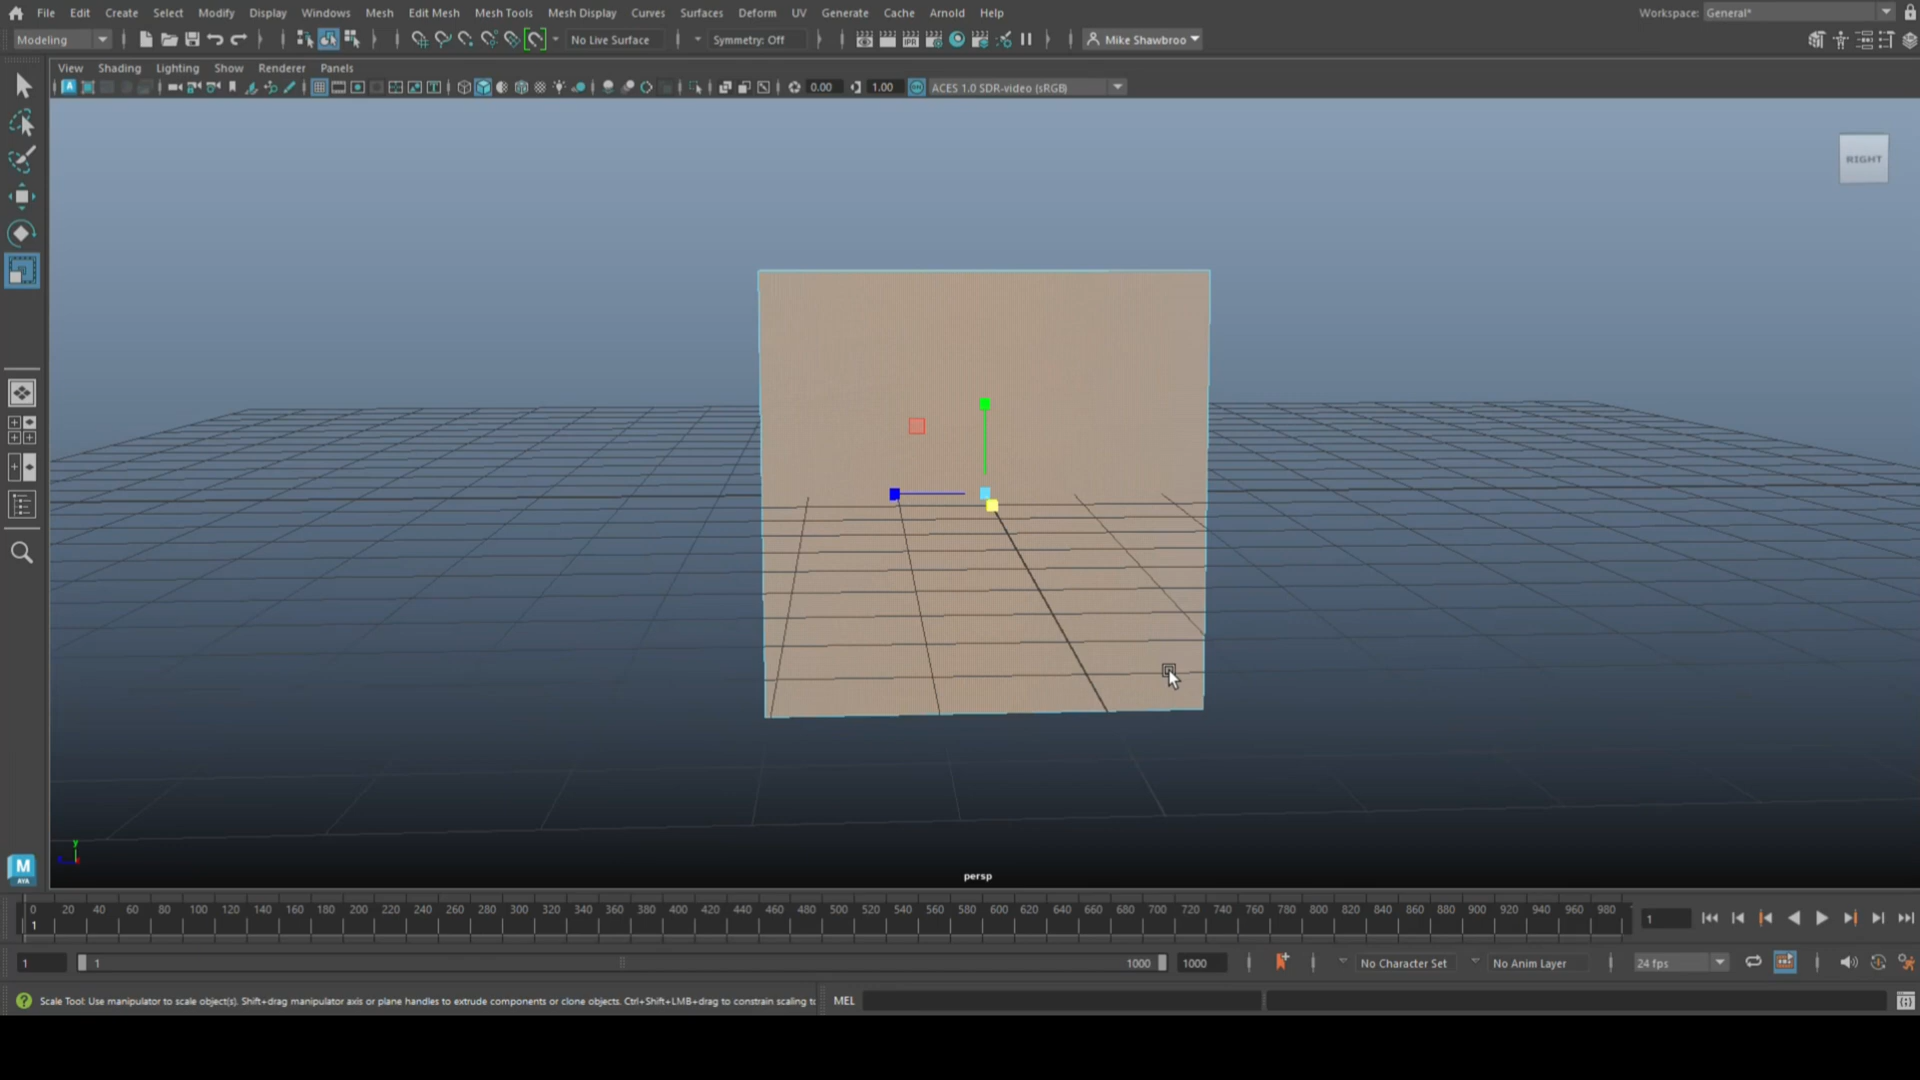 File Edit Create Select Modify Display Windows Mesh Edit Mesh Mesh Tools Mesh Display Curves Surfaces Deform UV Generate Cache Arnold Help Workspace: General*
Modeling No Live Surface Symmetry: Off Mike Shawbroo
View Shading Lighting Show Renderer Panels
0.00 1.00 ACES 1.0 SDR-video (sRGB)
RIGHT
y
persp
M
AYA
0 20 40 60 80 100 120 140 160 180 200 220 240 260 280 300 320 340 360 380 400 420 440 460 480 500 520 540 560 580 600 620 640 660 680 700 720 740 760 780 800 820 840 860 880 900 920 940 960 980
1 1
1 1 1000 1000 No Character Set No Anim Layer 24 fps
Scale Tool: Use manipulator to scale object(s). Shift+drag manipulator axis or plane handles to extrude components or clone objects. Ctrl+Shift+LMB+drag to constrain scaling to MEL